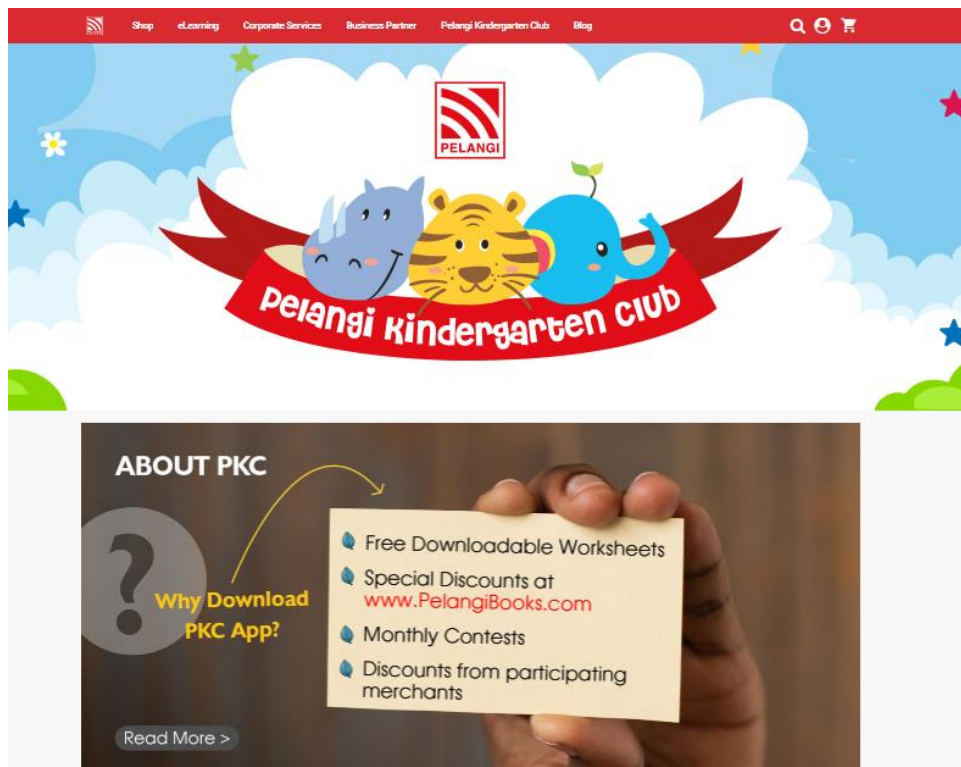 Shop eLearning Corporate Services Business Partner Pelangi Kindergarten Club Blog
PELANGI
Pelangi Kindergarten Club
ABOUT PKC
Why Download
PKC App?
Free Downloadable Worksheets
Special Discounts at
www.PelangiBooks.com
Monthly Contests
Discounts from participating
merchants
Read More >